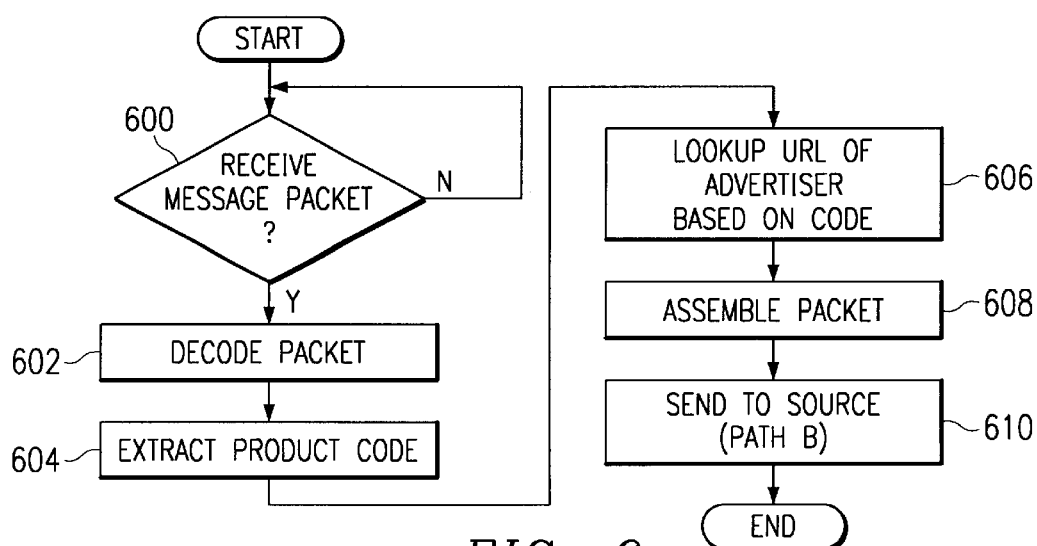 START
600
RECEIVE
MESSAGE PACKET
?
N
Y
602
DECODE PACKET
604
EXTRACT PRODUCT CODE
LOOKUP URL OF
ADVERTISER
BASED ON CODE
606
ASSEMBLE PACKET
608
SEND TO SOURCE
(PATH B)
610
END